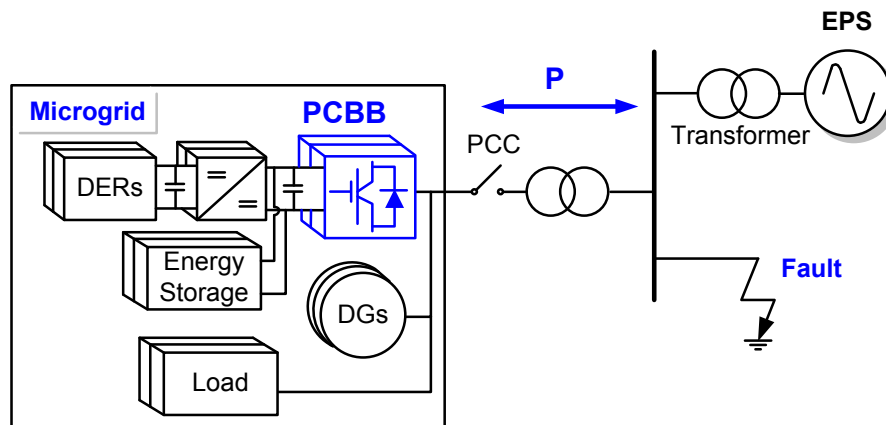 EPS
P
Microgrid
PCBB
PCC
Transformer
DERs
Energy
Storage
Fault
DGs
Load